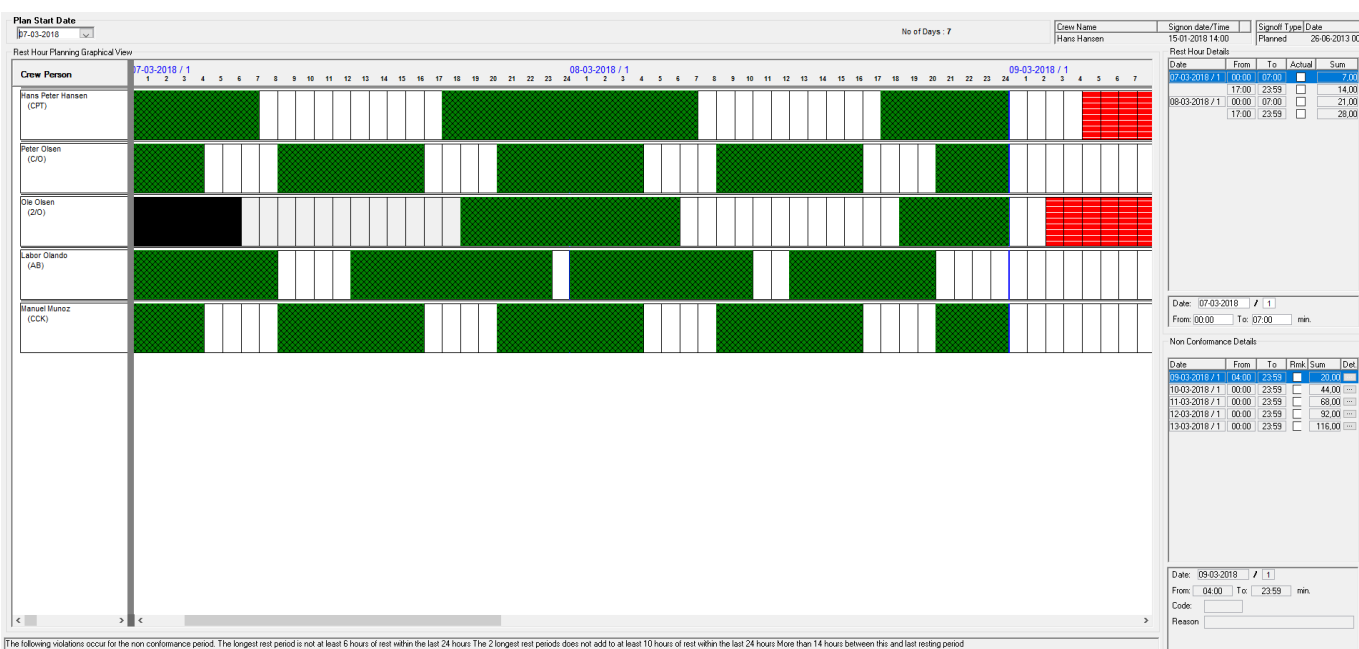 Plan Start Date
07-03-2018
No of Days : 7
Crew Name Signon date/Time Signoff Type Date
Hans Hansen 15-01-2018 14:00 Planned 26-06-2013 00
Rest Hour Planning Graphical View
Crew Person
07-03-2018 / 1 08-03-2018 / 1 09-03-2018 / 1
1 2 3 4 5 6 7 8 9 10 11 12 13 14 15 16 17 18 19 20 21 22 23 24 1 2 3 4 5 6 7 8 9 10 11 12 13 14 15 16 17 18 19 20 21 22 23 24 1 2 3 4 5 6 7
Hans Peter Hansen
(CPT)
Peter Olsen
(C/O)
Ole Olsen
(2/O)
Labor Olando
(AB)
Manuel Munoz
(CCK)
Rest Hour Details
Date From To Actual Sum
07-03-2018 / 1 00:00 07:00 7,00
17:00 23:59 14,00
08-03-2018 / 1 00:00 07:00 21,00
17:00 23:59 28,00
Date: 07-03-2018 / 1
From: 00:00 To: 07:00 min.
Non Conformance Details
Date From To Rmk Sum Det
09-03-2018 / 1 04:00 23:59 20,00 ...
10-03-2018 / 1 00:00 23:59 44,00 ...
11-03-2018 / 1 00:00 23:59 68,00 ...
12-03-2018 / 1 00:00 23:59 92,00 ...
13-03-2018 / 1 00:00 23:59 116,00 ...
Date: 09-03-2018 / 1
From: 04:00 To: 23:59 min.
Code:
Reason
The following violations occur for the non conformance period. The longest rest period is not at least 6 hours of rest within the last 24 hours The 2 longest rest periods does not add to at least 10 hours of rest within the last 24 hours More than 14 hours between this and last resting period